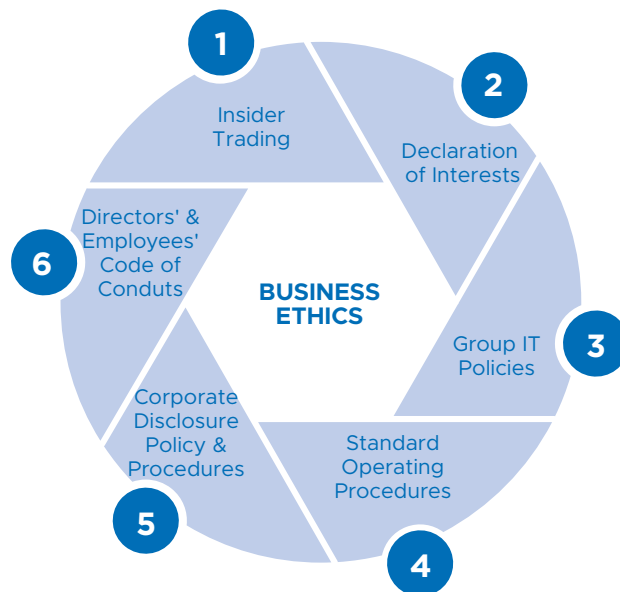 1
Insider
Trading
2
Declaration
of Interests
3
Group IT
Policies
4
Standard
Operating
Procedures
5
Corporate
Disclosure
Policy &
Procedures
6
Directors' &
Employees'
Code of
Conduts
BUSINESS
ETHICS